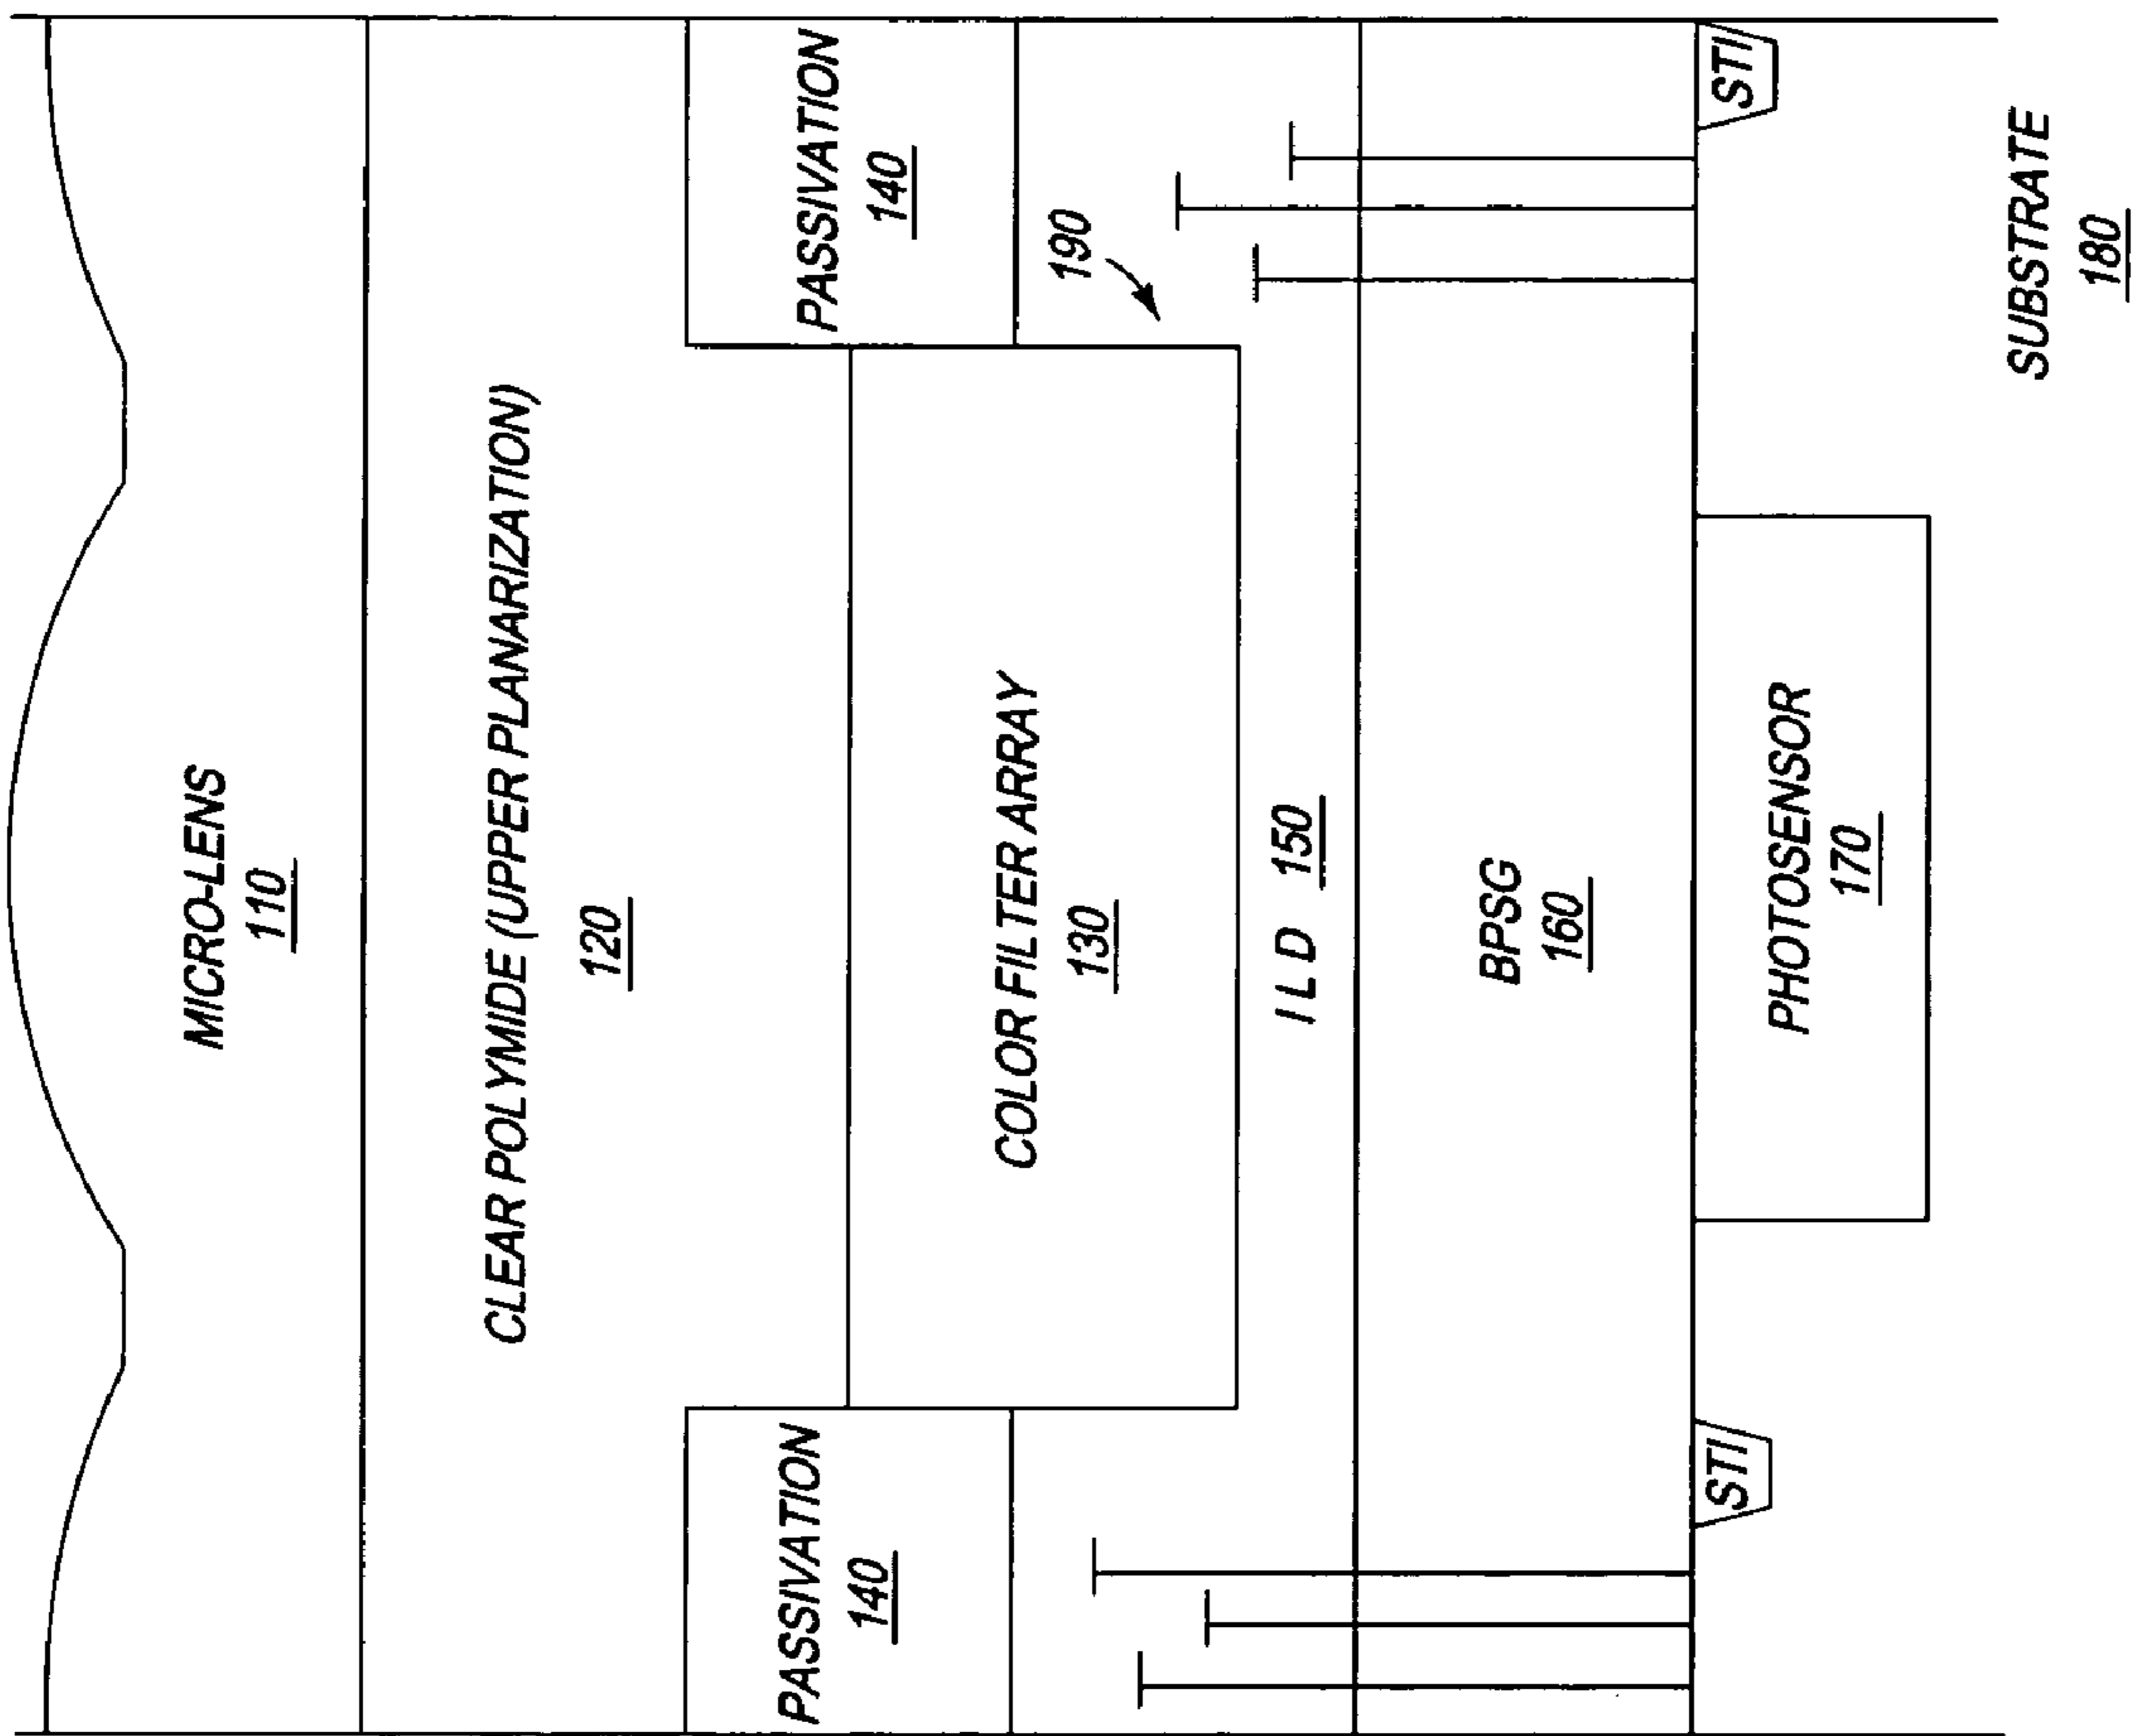 MICRO-LENS
110
CLEAR POLYMIDE (UPPER PLANARIZATION)
120
PASSIVATION
140
PASSIVATION
140
COLOR FILTER ARRAY
130
190
ILD 150
BPSG
160
STI
STI
PHOTOSENSOR
170
SUBSTRATE
180